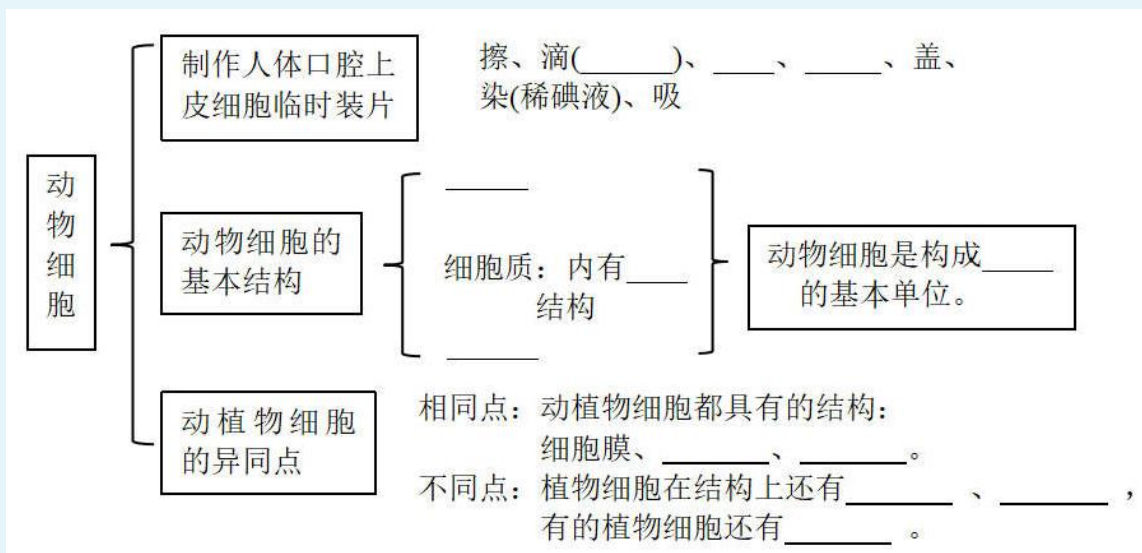 动物细胞
制作人体口腔上
皮细胞临时装片
擦、滴(______)、____、_____、盖、
染(稀碘液)、吸
动物细胞的
基本结构
______
细胞质：内有____
结构
______
动物细胞是构成_____
的基本单位。
动植物细胞
的异同点
相同点：动植物细胞都具有的结构：
细胞膜、_______、_______。
不同点：植物细胞在结构上还有_______、_______，
有的植物细胞还有_______。